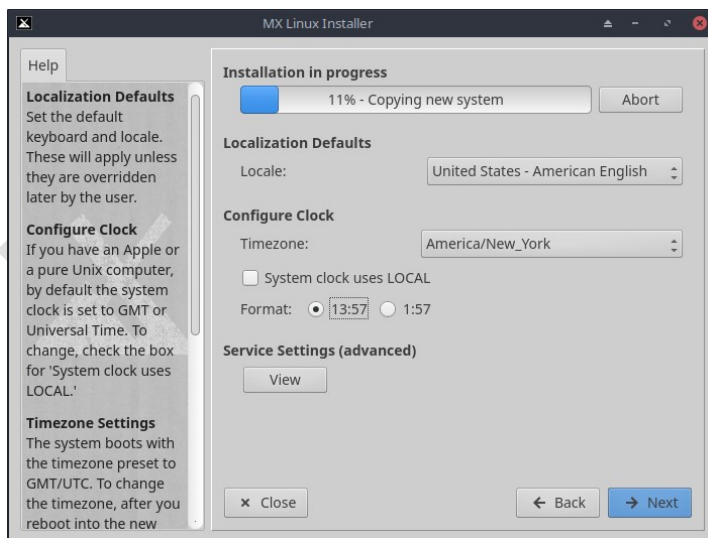 MX Linux Installer
Help
Localization Defaults
Set the default
keyboard and locale.
These will apply unless
they are overridden
later by the user.
Configure Clock
If you have an Apple or
a pure Unix computer,
by default the system
clock is set to GMT or
Universal Time. To
change, check the box
for 'System clock uses
LOCAL.'
Timezone Settings
The system boots with
the timezone preset to
GMT/UTC. To change
the timezone, after you
reboot into the new
Installation in progress
11% - Copying new system
Abort
Localization Defaults
Locale:
United States - American English
Configure Clock
Timezone:
America/New_York
System clock uses LOCAL
Format: 13:57 1:57
Service Settings (advanced)
View
Close
Back
Next